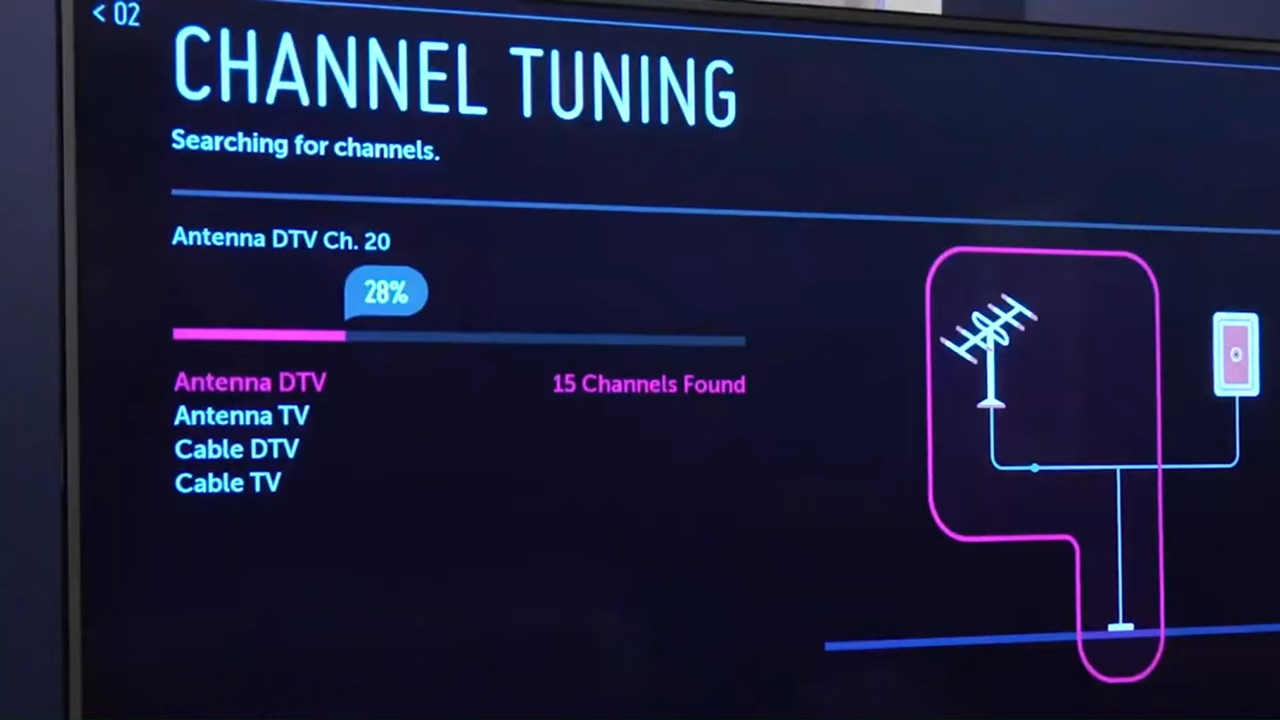 < 02
CHANNEL TUNING
Searching for channels.
Antenna DTV Ch. 20
28%
Antenna DTV 15 Channels Found
Antenna TV
Cable DTV
Cable TV